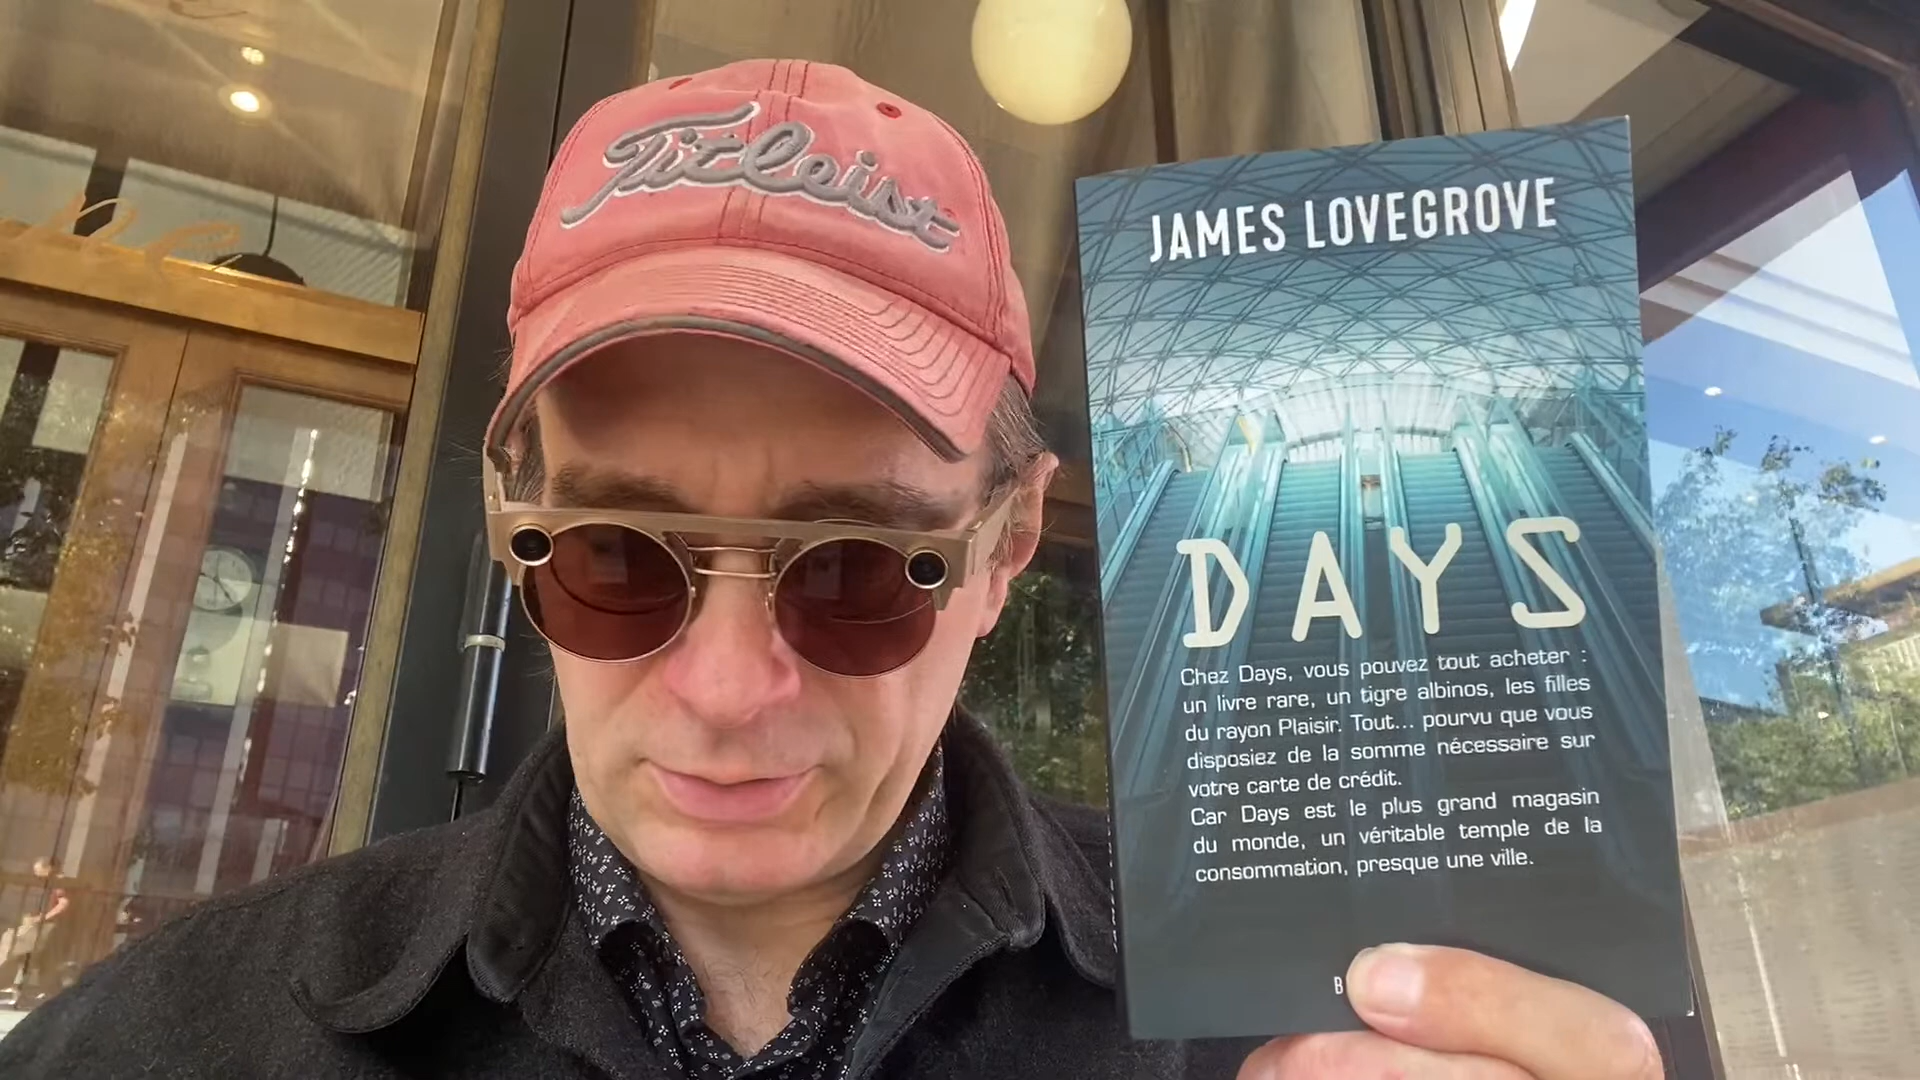 Titleist
JAMES LOVEGROVE
DAYS
Chez Days, vous pouvez tout acheter :
un livre rare, un tigre albinos, les filles
du rayon Plaisir. Tout... pourvu que vous
disposiez de la somme nécessaire sur
votre carte de crédit.
Car Days est le plus grand magasin
du monde, un véritable temple de la
consommation, presque une ville.
B